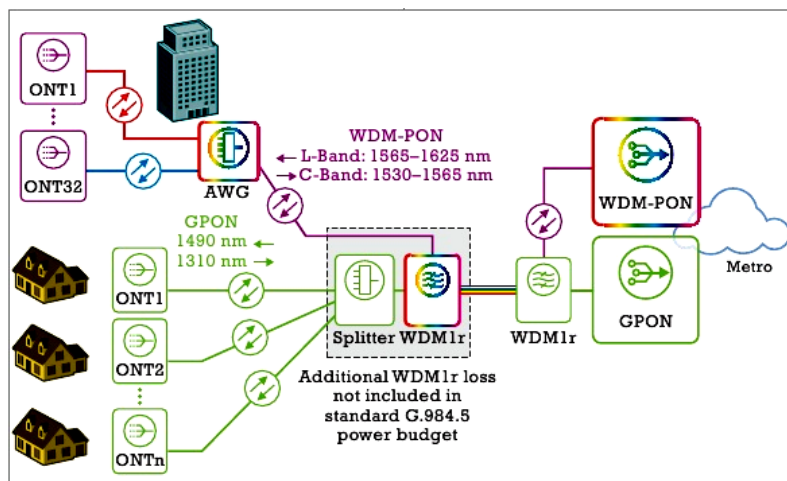 ONT1
ONT32
AWG
WDM-PON
← L-Band: 1565–1625 nm
→ C-Band: 1530–1565 nm
WDM-PON
Metro
GPON
1490 nm ←
1310 nm →
ONT1
ONT2
ONTn
Splitter
WDM1r
WDM1r
GPON
Additional WDM1r loss
not included in
standard G.984.5
power budget